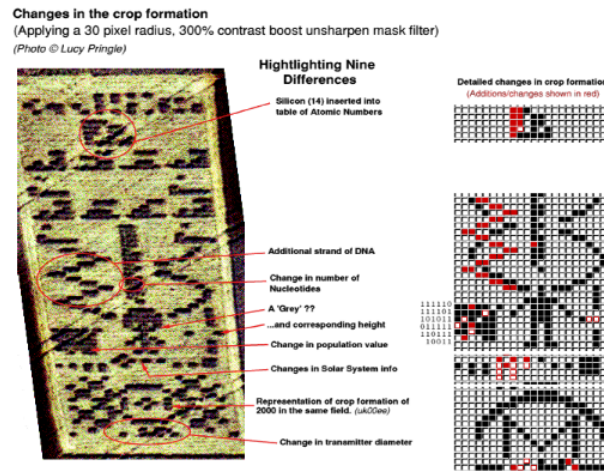 Changes in the crop formation
(Applying a 30 pixel radius, 300% contrast boost unsharpen mask filter)
(Photo © Lucy Pringle)
Hightlighting Nine
Differences
Silicon (14) inserted into
table of Atomic Numbers
Additional strand of DNA
Change in number of
Nucleotides
A 'Grey' ??
...and corresponding height
Change in population value
Changes in Solar System info
Representation of crop formation of
2000 in the same field. (uk00ee)
Change in transmitter diameter
Detailed changes in crop formation
(Additions/changes shown in red)
111110
111101
101011
011111
110111
10011